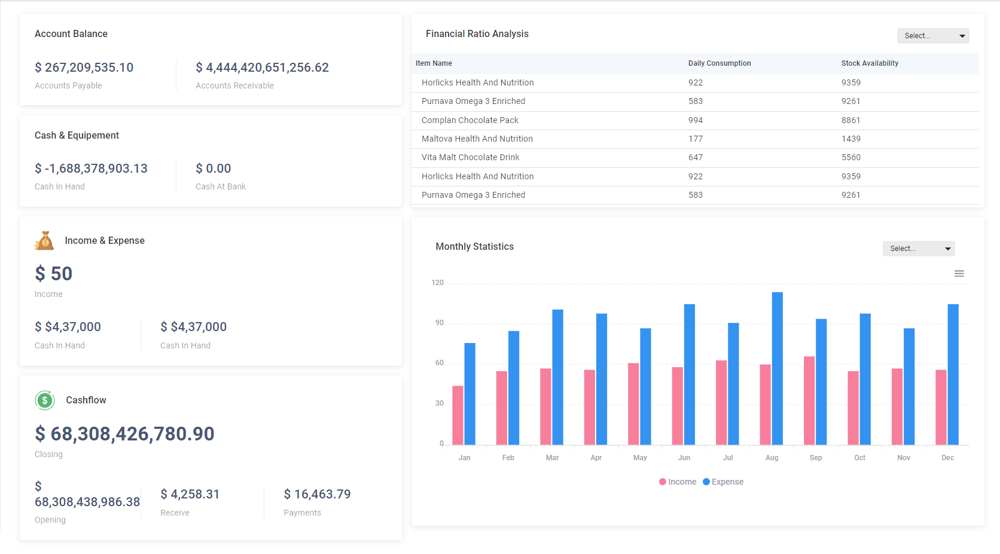 Account Balance
$ 267,209,535.10
Accounts Payable
$ 4,444,420,651,256.62
Accounts Receivable
Cash & Equipement
$ -1,688,378,903.13
Cash In Hand
$ 0.00
Cash At Bank
$
Income & Expense
$ 50
Income
$ $4,37,000
Cash In Hand
$ $4,37,000
Cash In Hand
$
Cashflow
$ 68,308,426,780.90
Closing
$
68,308,438,986.38
Opening
$ 4,258.31
Receive
$ 16,463.79
Payments
Financial Ratio Analysis
Select...
Item Name Daily Consumption Stock Availability
Horlicks Health And Nutrition 922 9359
Purnava Omega 3 Enriched 583 9261
Complan Chocolate Pack 994 8861
Maltova Health And Nutrition 177 1439
Vita Malt Chocolate Drink 647 5560
Horlicks Health And Nutrition 922 9359
Purnava Omega 3 Enriched 583 9261
Monthly Statistics
Select...
120
90
60
30
0
Jan Feb Mar Apr May Jun Jul Aug Sep Oct Nov Dec
Income Expense